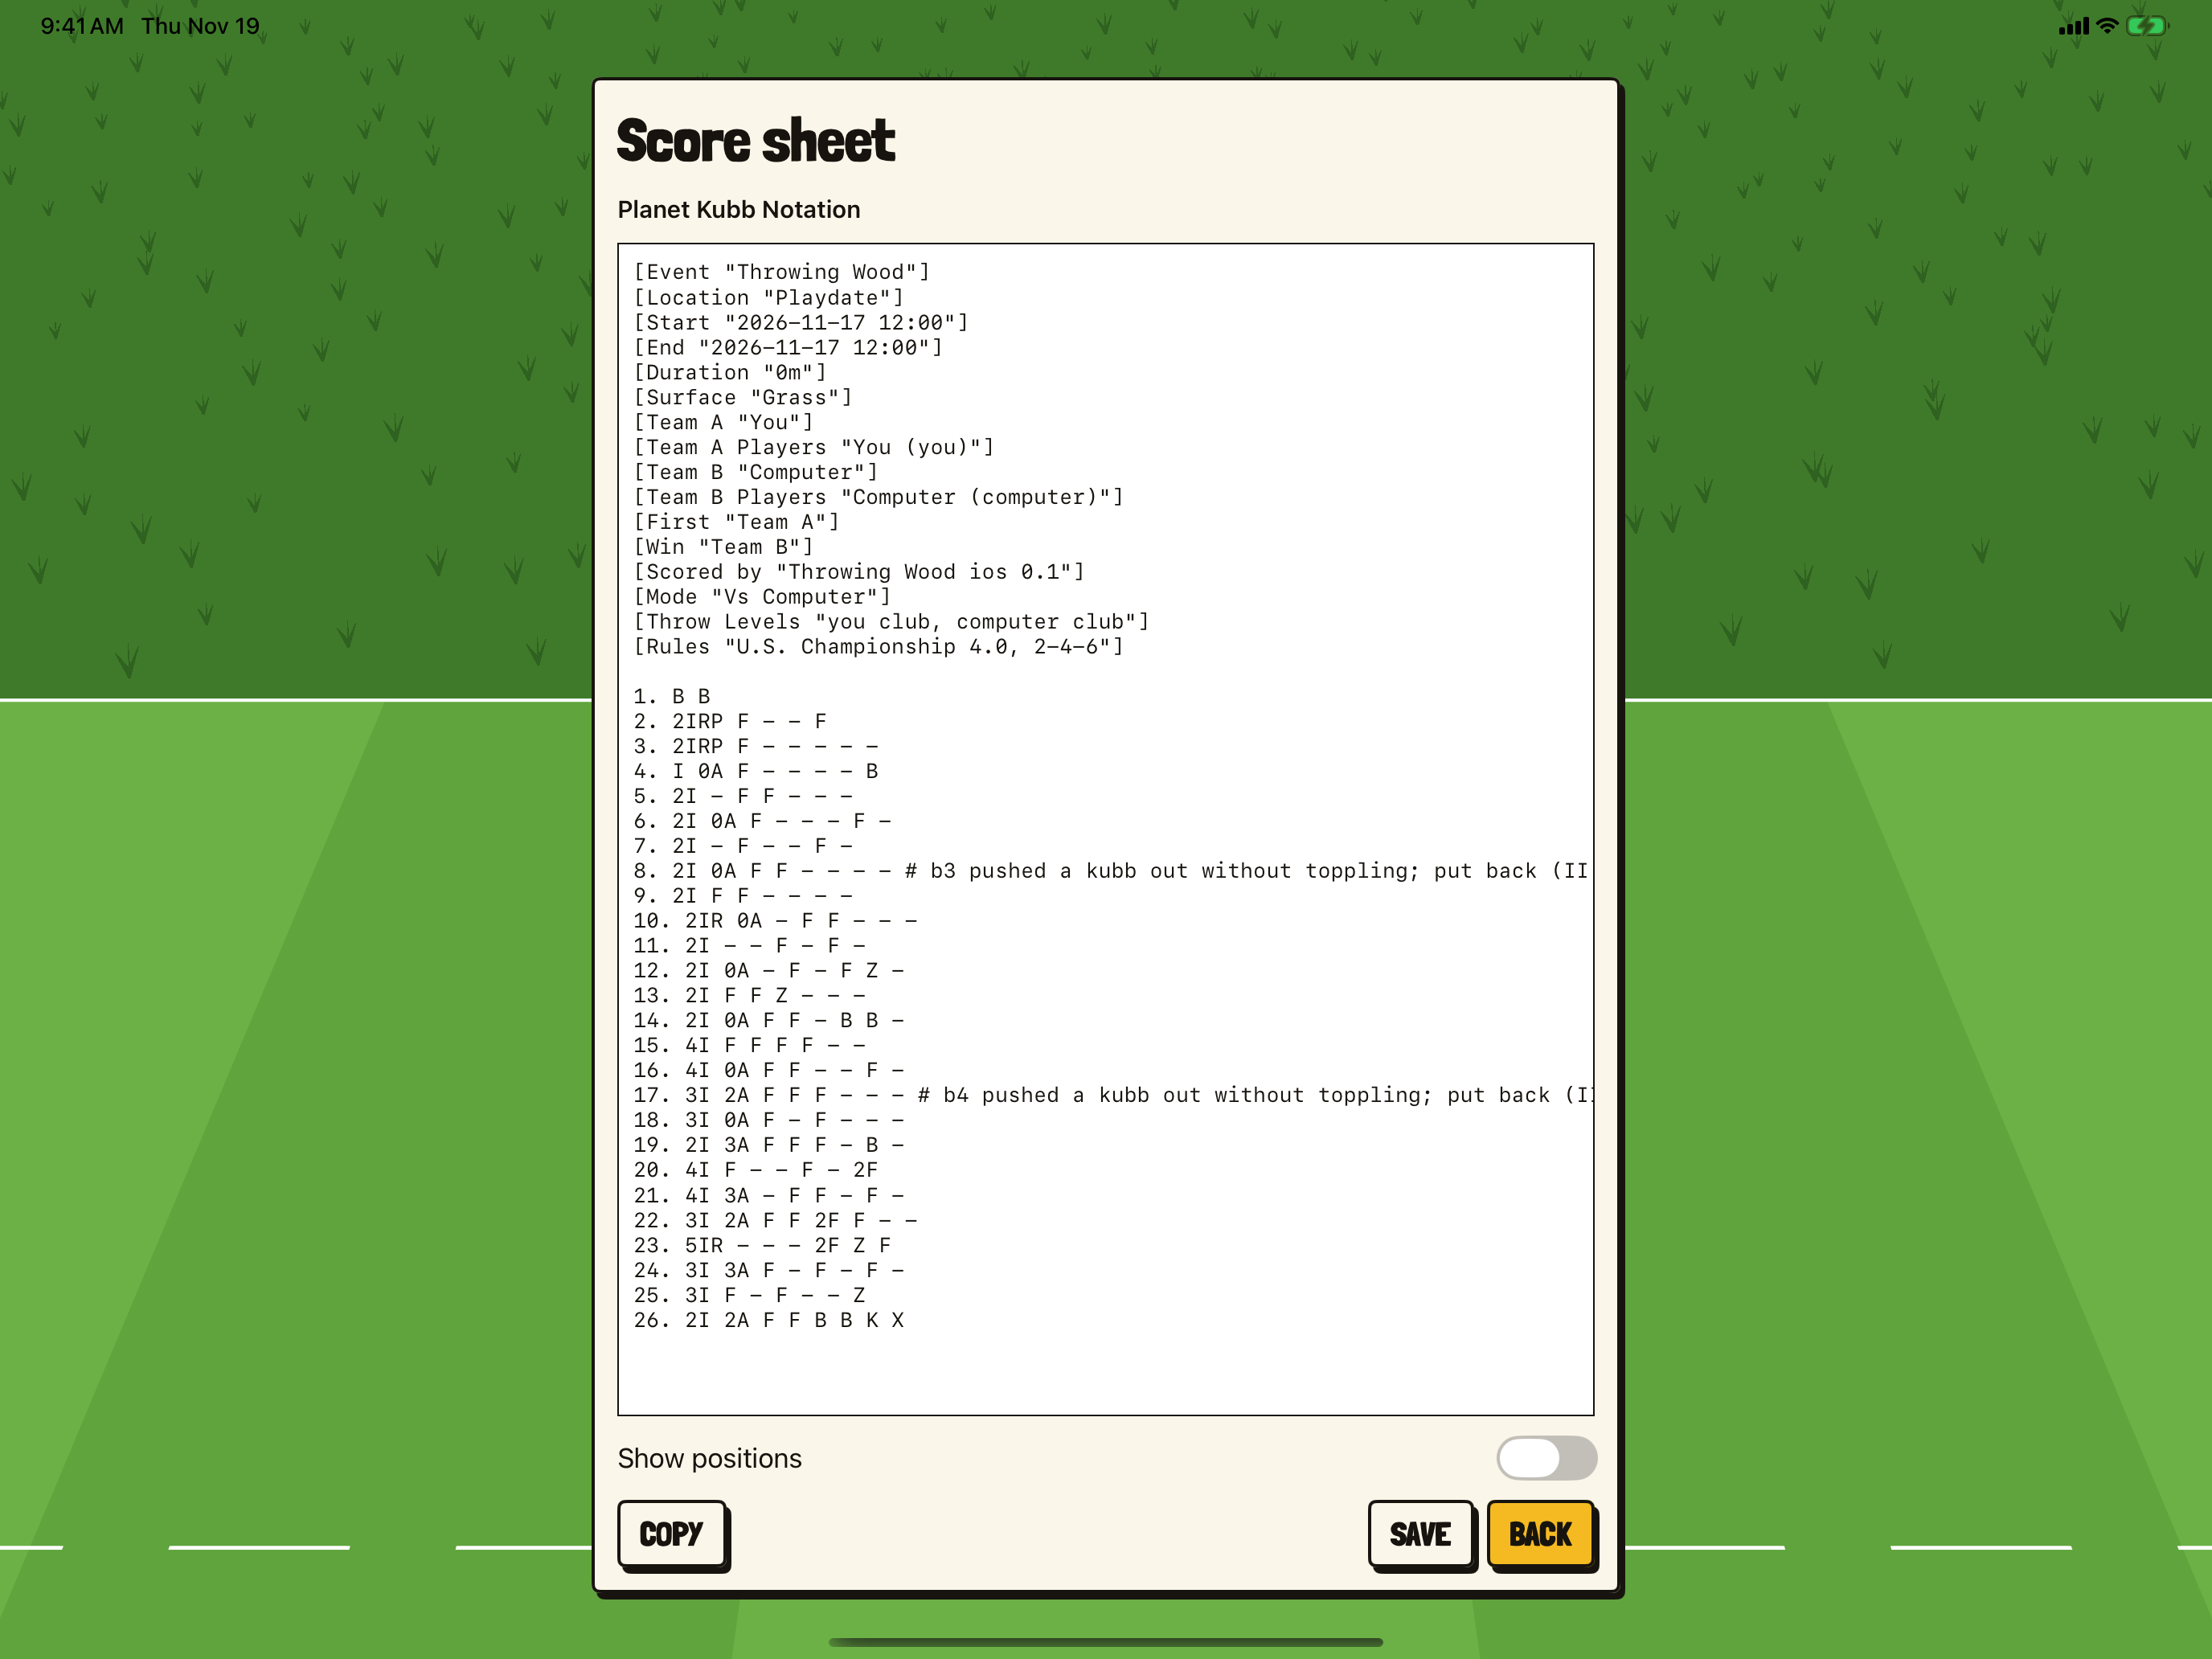 9:41 AM Thu Nov 19
Score sheet
Planet Kubb Notation
[Event "Throwing Wood"]
[Location "Playdate"]
[Start "2026-11-17 12:00"]
[End "2026-11-17 12:00"]
[Duration "0m"]
[Surface "Grass"]
[Team A "You"]
[Team A Players "You (you)"]
[Team B "Computer"]
[Team B Players "Computer (computer)"]
[First "Team A"]
[Win "Team B"]
[Scored by "Throwing Wood ios 0.1"]
[Mode "Vs Computer"]
[Throw Levels "you club, computer club"]
[Rules "U.S. Championship 4.0, 2-4-6"]
1. B B
2. 2IRP F - - F
3. 2IRP F - - - - -
4. I 0A F - - - - B
5. 2I - F F - - -
6. 2I 0A F - - - F -
7. 2I - F - - F -
8. 2I 0A F F - - - - # b3 pushed a kubb out without toppling; put back (II
9. 2I F F - - - -
10. 2IR 0A - F F - - -
11. 2I - - F - F -
12. 2I 0A - F - F Z -
13. 2I F F Z - - -
14. 2I 0A F F - B B -
15. 4I F F F F - -
16. 4I 0A F F - - F -
17. 3I 2A F F F - - - # b4 pushed a kubb out without toppling; put back (I
18. 3I 0A F - F - - -
19. 2I 3A F F F - B -
20. 4I F - - F - 2F
21. 4I 3A - F F - F -
22. 3I 2A F F 2F F - -
23. 5IR - - - 2F Z F
24. 3I 3A F - F - F -
25. 3I F - F - - Z
26. 2I 2A F F B B K X
Show positions
COPY
SAVE
BACK